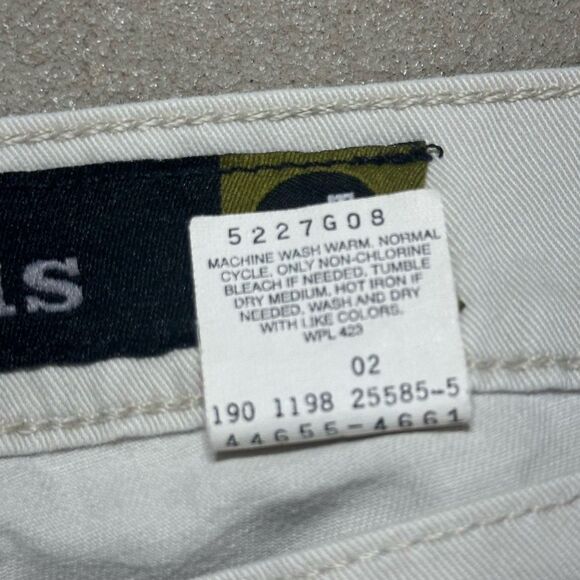 5227G08
MACHINE WASH WARM, NORMAL
CYCLE, ONLY NON-CHLORINE
BLEACH IF NEEDED, TUMBLE
DRY MEDIUM, HOT IRON IF
NEEDED, WASH AND DRY
WITH LIKE COLORS,
WPL 423
02
190 1198 25585-5
44655-4661